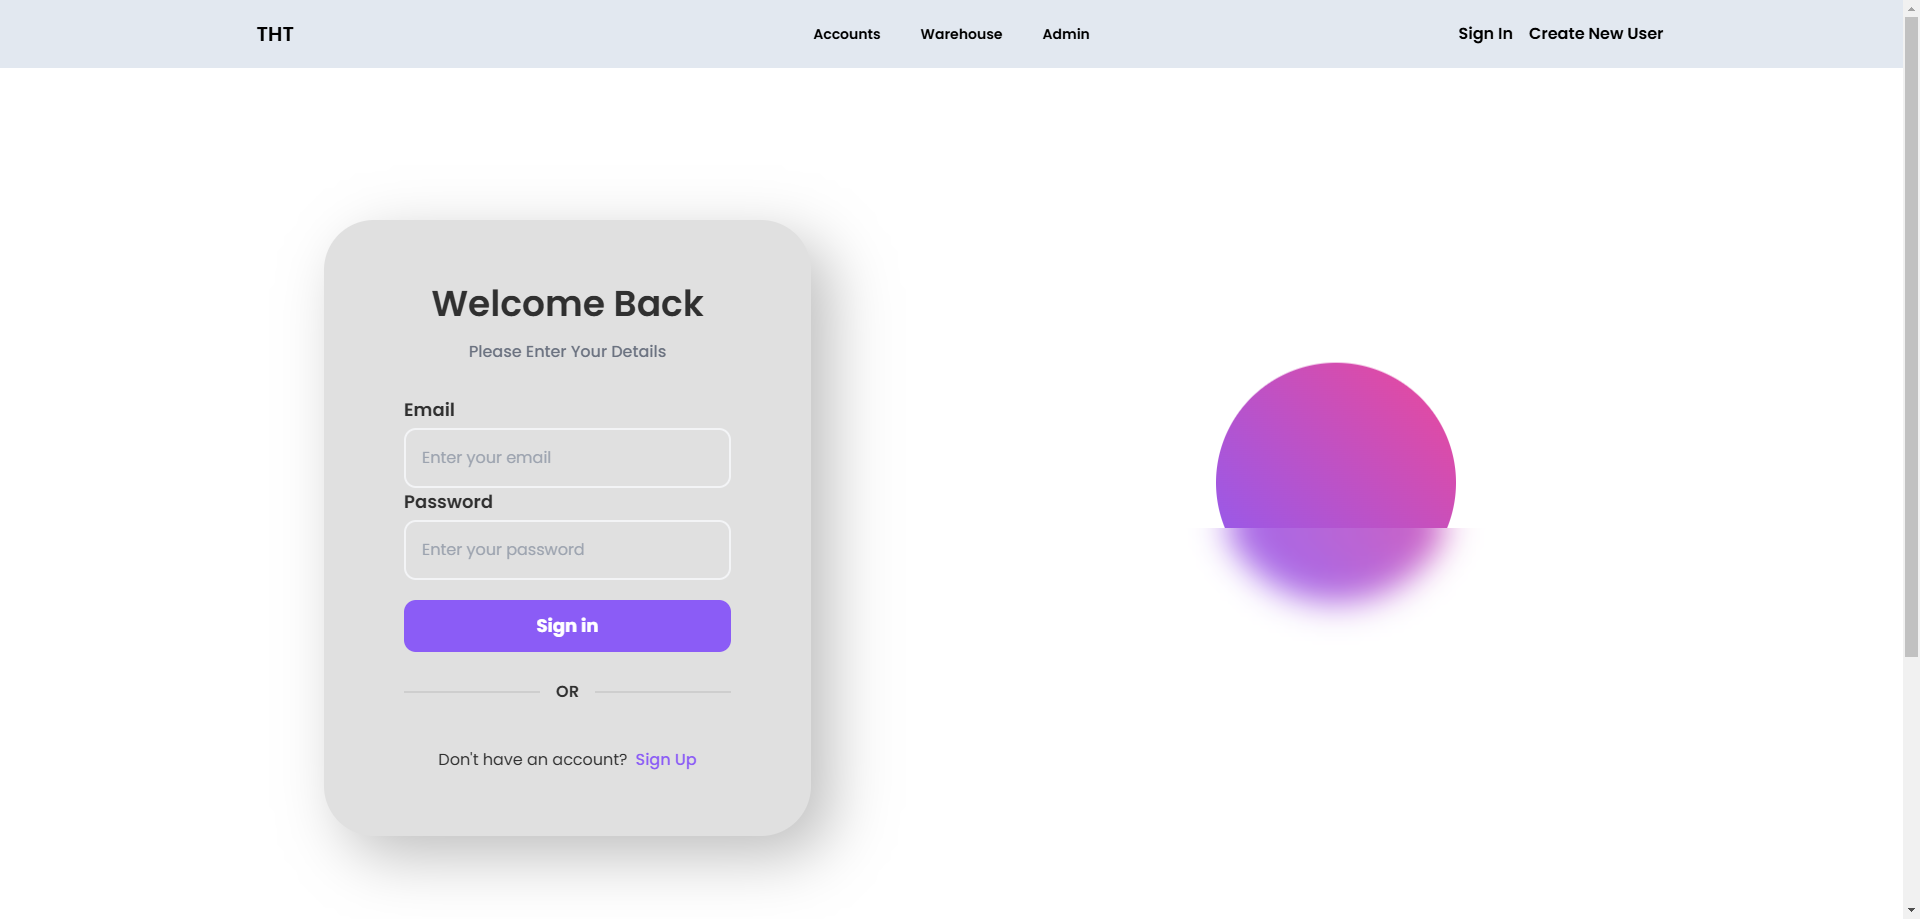 THT
Accounts
Warehouse
Admin
Sign In
Create New User
Welcome Back
Please Enter Your Details
Email
Enter your email
Password
Enter your password
Sign in
OR
Don't have an account? Sign Up